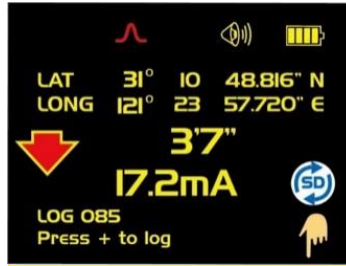 LAT 31° 10 48.816" N
LONG 121° 23 57.720" E
3'7"
17.2mA
SD
LOG 085
Press + to log